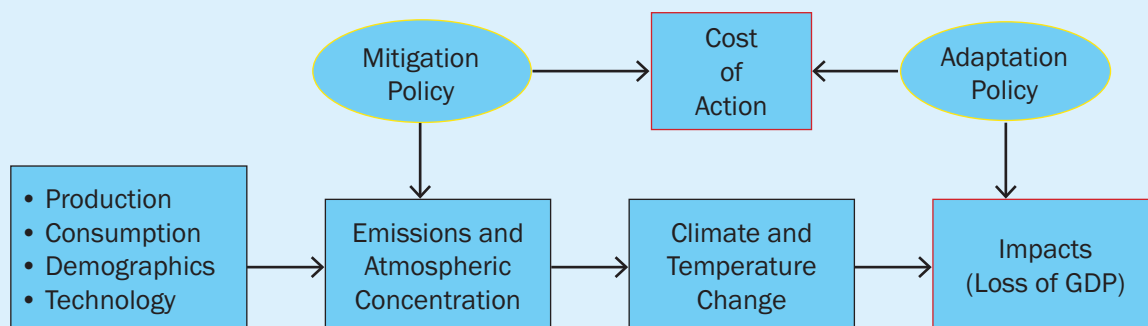 Mitigation
Policy
Cost
of
Action
Adaptation
Policy
• Production
• Consumption
• Demographics
• Technology
Emissions and
Atmospheric
Concentration
Climate and
Temperature
Change
Impacts
(Loss of GDP)